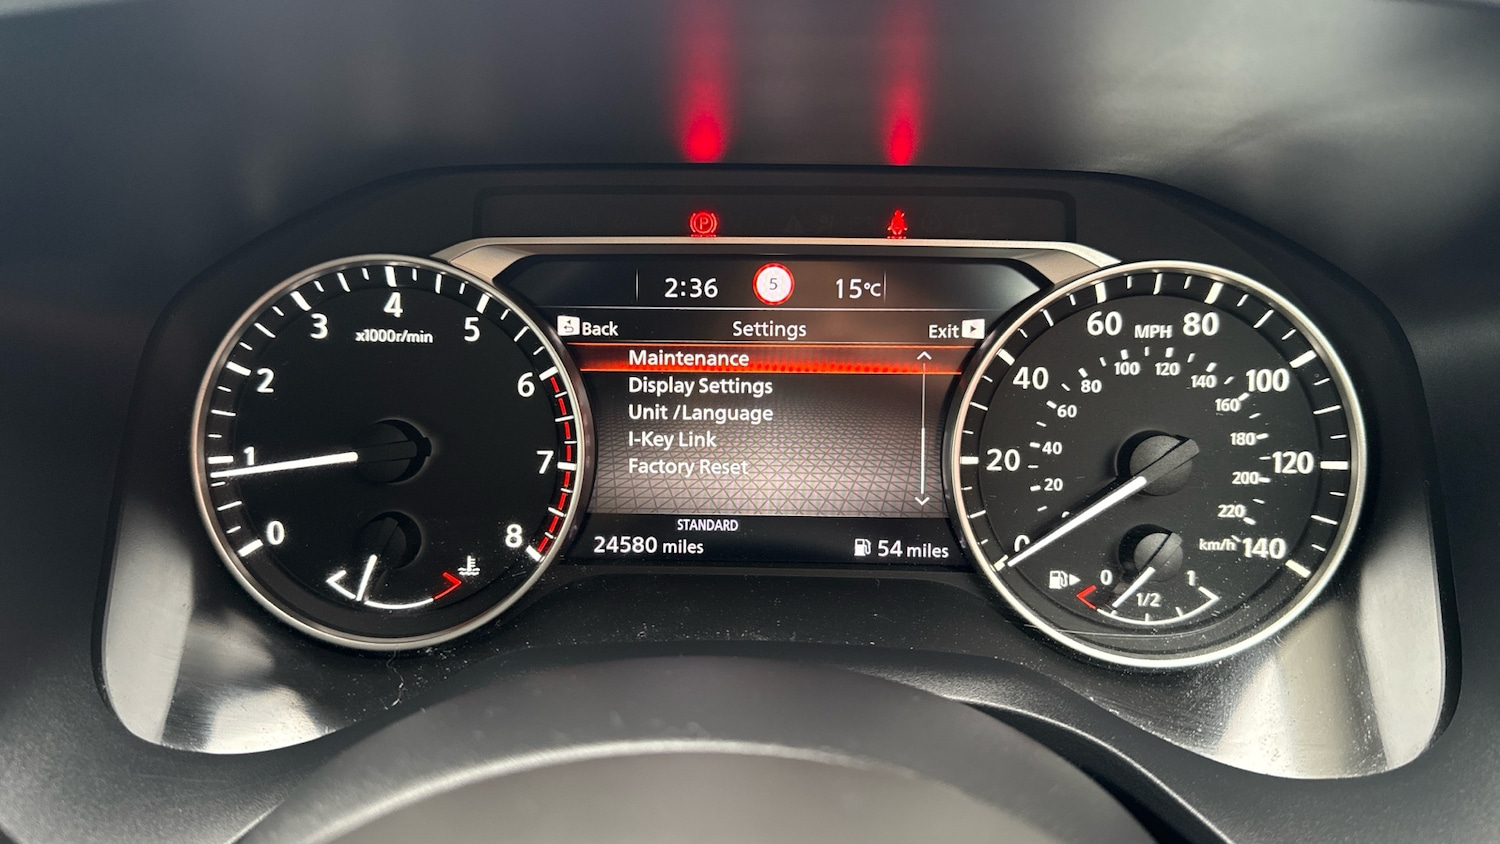 P
2:36
5
15°C
Back
Settings
Exit
Maintenance
Display Settings
Unit /Language
I-Key Link
Factory Reset
STANDARD
24580 miles
54 miles
0
1
2
3
4
5
6
7
8
x1000r/min
0
20
40
60
80
100
120
140
MPH
20
40
60
80
100
120
140
160
180
200
220
km/h
0
1/2
1